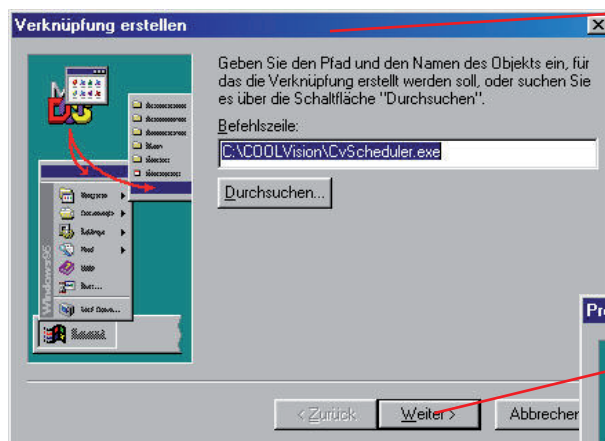 Verknüpfung erstellen
Geben Sie den Pfad und den Namen des Objekts ein, für
das die Verknüpfung erstellt werden soll, oder suchen Sie
es über die Schaltfläche "Durchsuchen".
Befehlszeile:
C:\COOLVision\CvScheduler.exe
Durchsuchen...
Windows95
< Zurück
Weiter >
Abbrechen